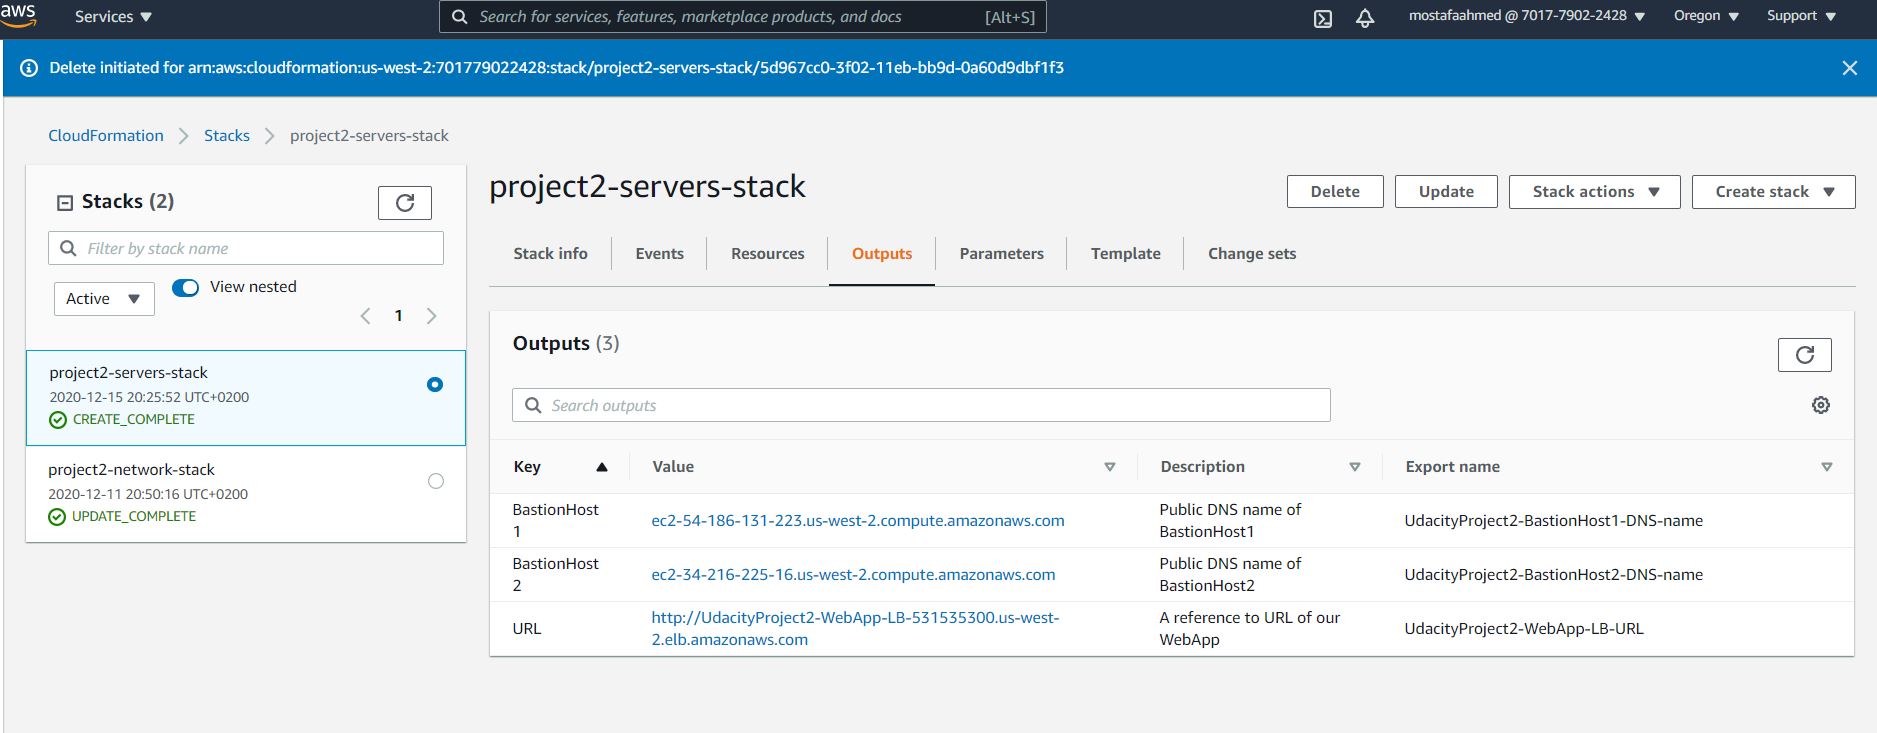 aws
Services
Search for services, features, marketplace products, and docs [Alt+S]
mostafaahmed @ 7017-7902-2428
Oregon
Support
Delete initiated for arn:aws:cloudformation:us-west-2:701779022428:stack/project2-servers-stack/5d967cc0-3f02-11eb-bb9d-0a60d9dbf1f3
CloudFormation
Stacks
project2-servers-stack
Stacks (2)
Filter by stack name
Active
View nested
1
project2-servers-stack
2020-12-15 20:25:52 UTC+0200
CREATE_COMPLETE
project2-network-stack
2020-12-11 20:50:16 UTC+0200
UPDATE_COMPLETE
project2-servers-stack
Delete
Update
Stack actions
Create stack
Stack info
Events
Resources
Outputs
Parameters
Template
Change sets
Outputs (3)
Search outputs
Key
Value
Description
Export name
BastionHost
1
ec2-54-186-131-223.us-west-2.compute.amazonaws.com
Public DNS name of
BastionHost1
UdacityProject2-BastionHost1-DNS-name
BastionHost
2
ec2-34-216-225-16.us-west-2.compute.amazonaws.com
Public DNS name of
BastionHost2
UdacityProject2-BastionHost2-DNS-name
URL
http://UdacityProject2-WebApp-LB-531535300.us-west-
2.elb.amazonaws.com
A reference to URL of our
WebApp
UdacityProject2-WebApp-LB-URL